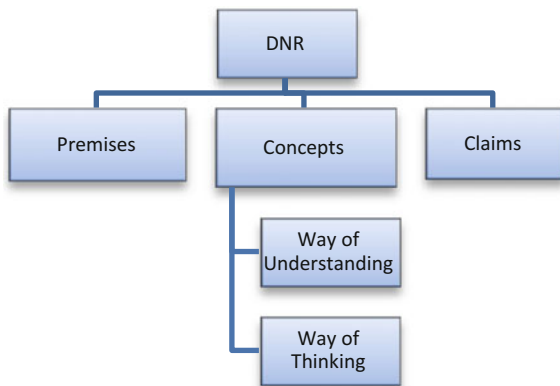 DNR
Premises
Concepts
Claims
Way of
Understanding
Way of
Thinking